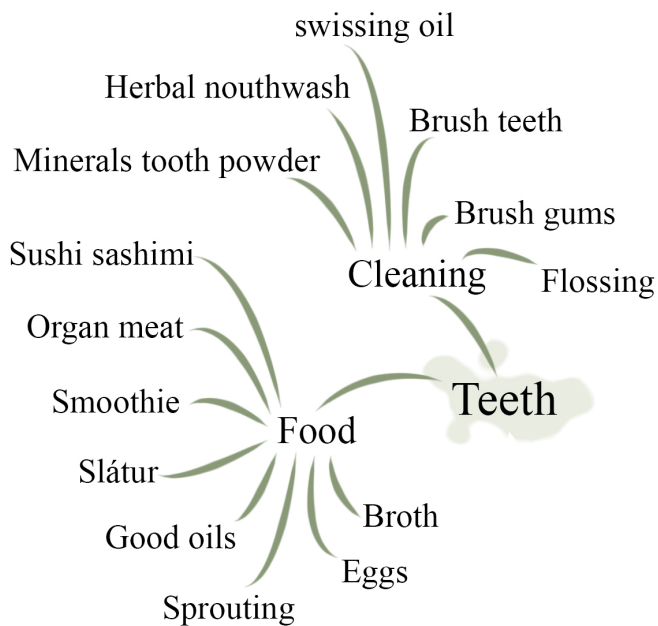 swissing oil
Herbal nouthwash
Brush teeth
Minerals tooth powder
Brush gums
Sushi sashimi
Cleaning
Flossing
Organ meat
Teeth
Smoothie
Food
Slátur
Broth
Good oils
Eggs
Sprouting